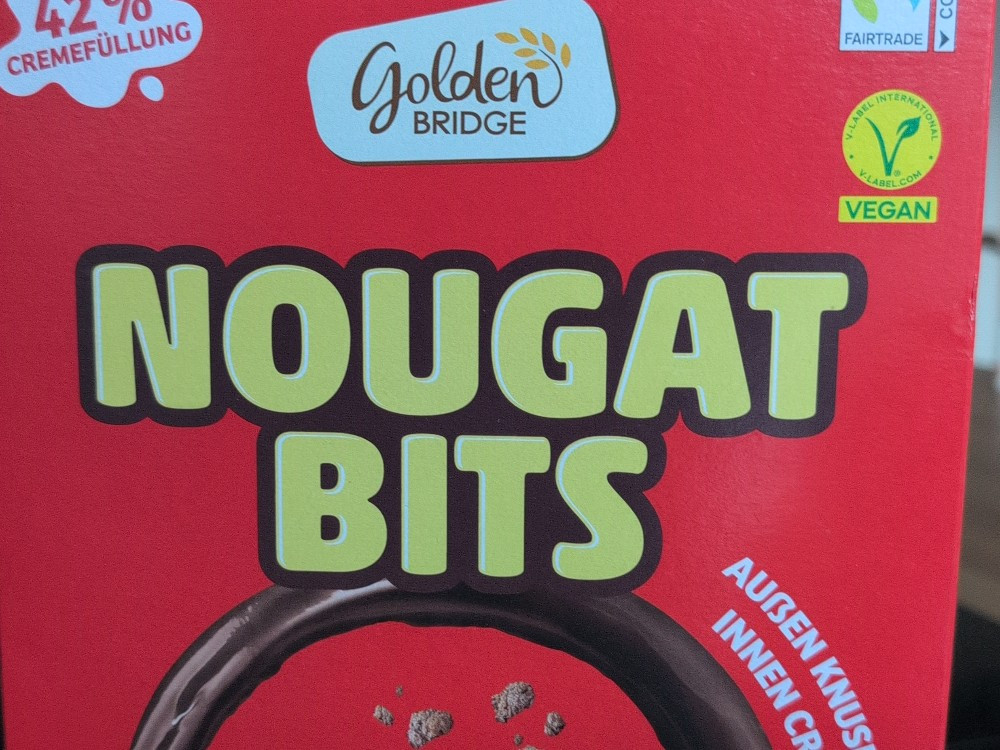 42%
CREMEFÜLLUNG
Golden
BRIDGE
FAIRTRADE
V-LABEL INTERNATIONAL
V-LABEL.COM
VEGAN
NOUGAT
BITS
AUßEN
INNEN